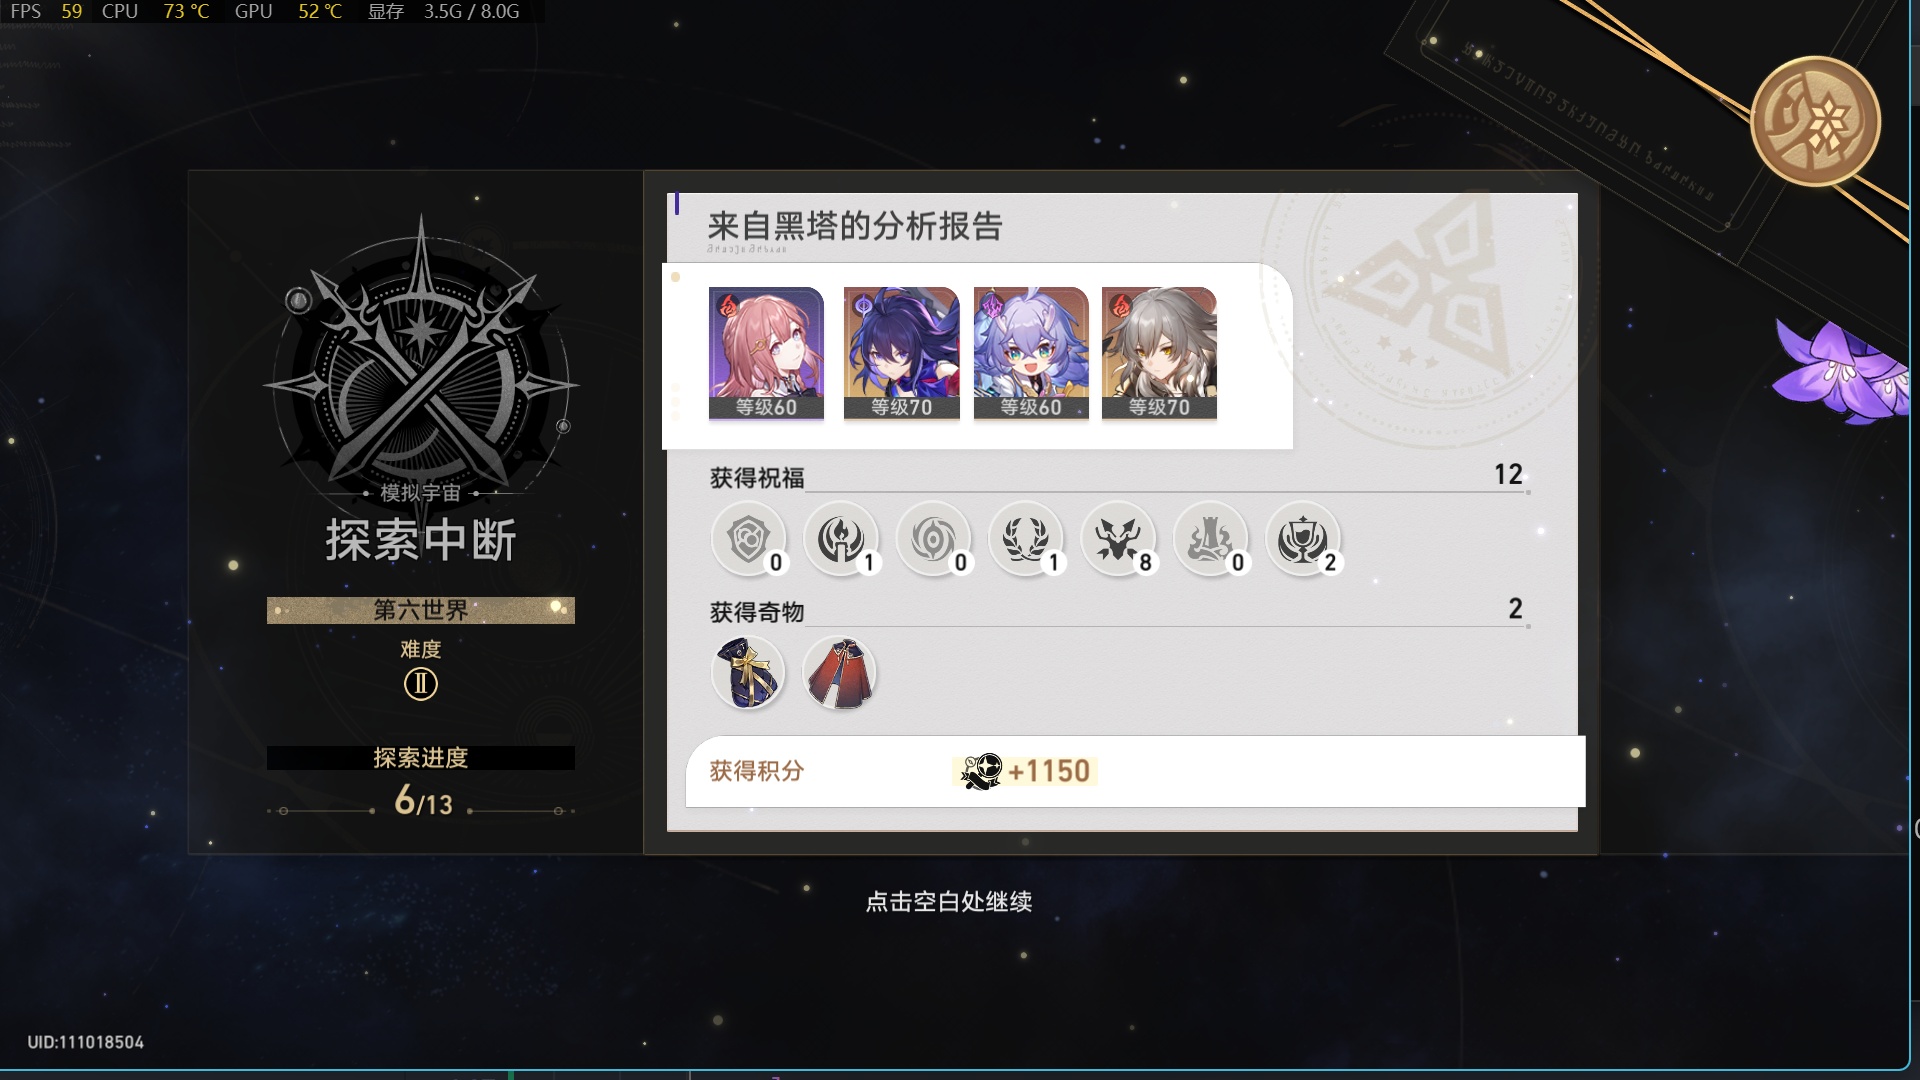 FPS 59 CPU 73 ℃ GPU 52 ℃ 显存 3.5G / 8.0G
来自黑塔的分析报告
等级60 等级70 等级60 等级70
模拟宇宙
探索中断
第六世界
难度
II
探索进度
6/13
获得祝福 12
0 1 0 1 8 0 2
获得奇物 2
获得积分 +1150
点击空白处继续
UID:111018504